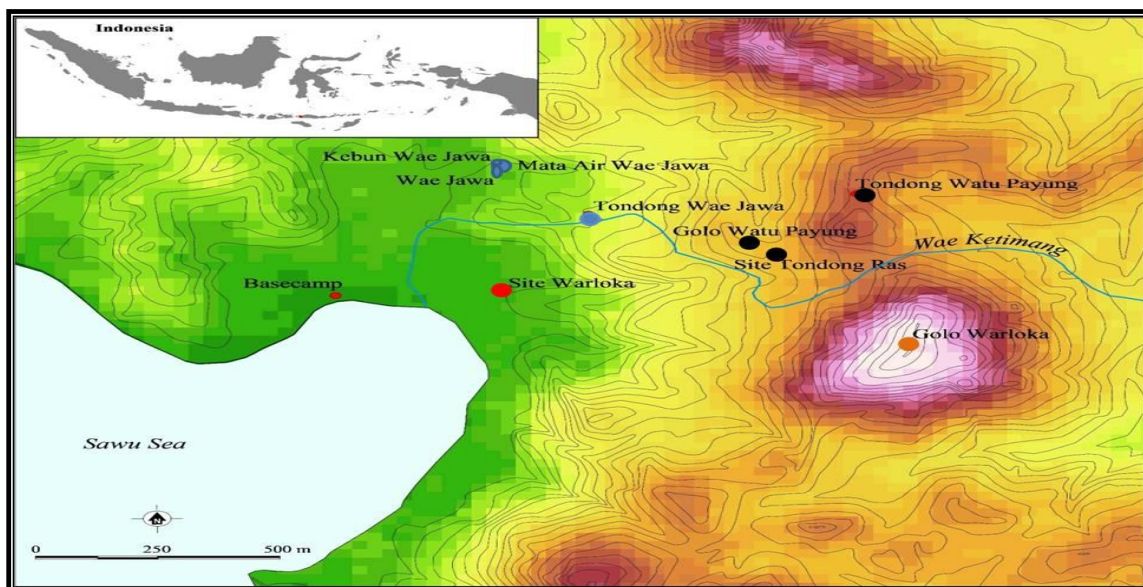 Indonesia
Kebun Wae Jawa
Mata Air Wae Jawa
Wae Jawa
Tondong Watu Payung
Tondong Wae Jawa
Golo Watu Payung
Wae Ketimang
Site Tondong Ras
Basecamp
Site Warloka
Golo Warloka
Sawu Sea
N
0 250 500 m